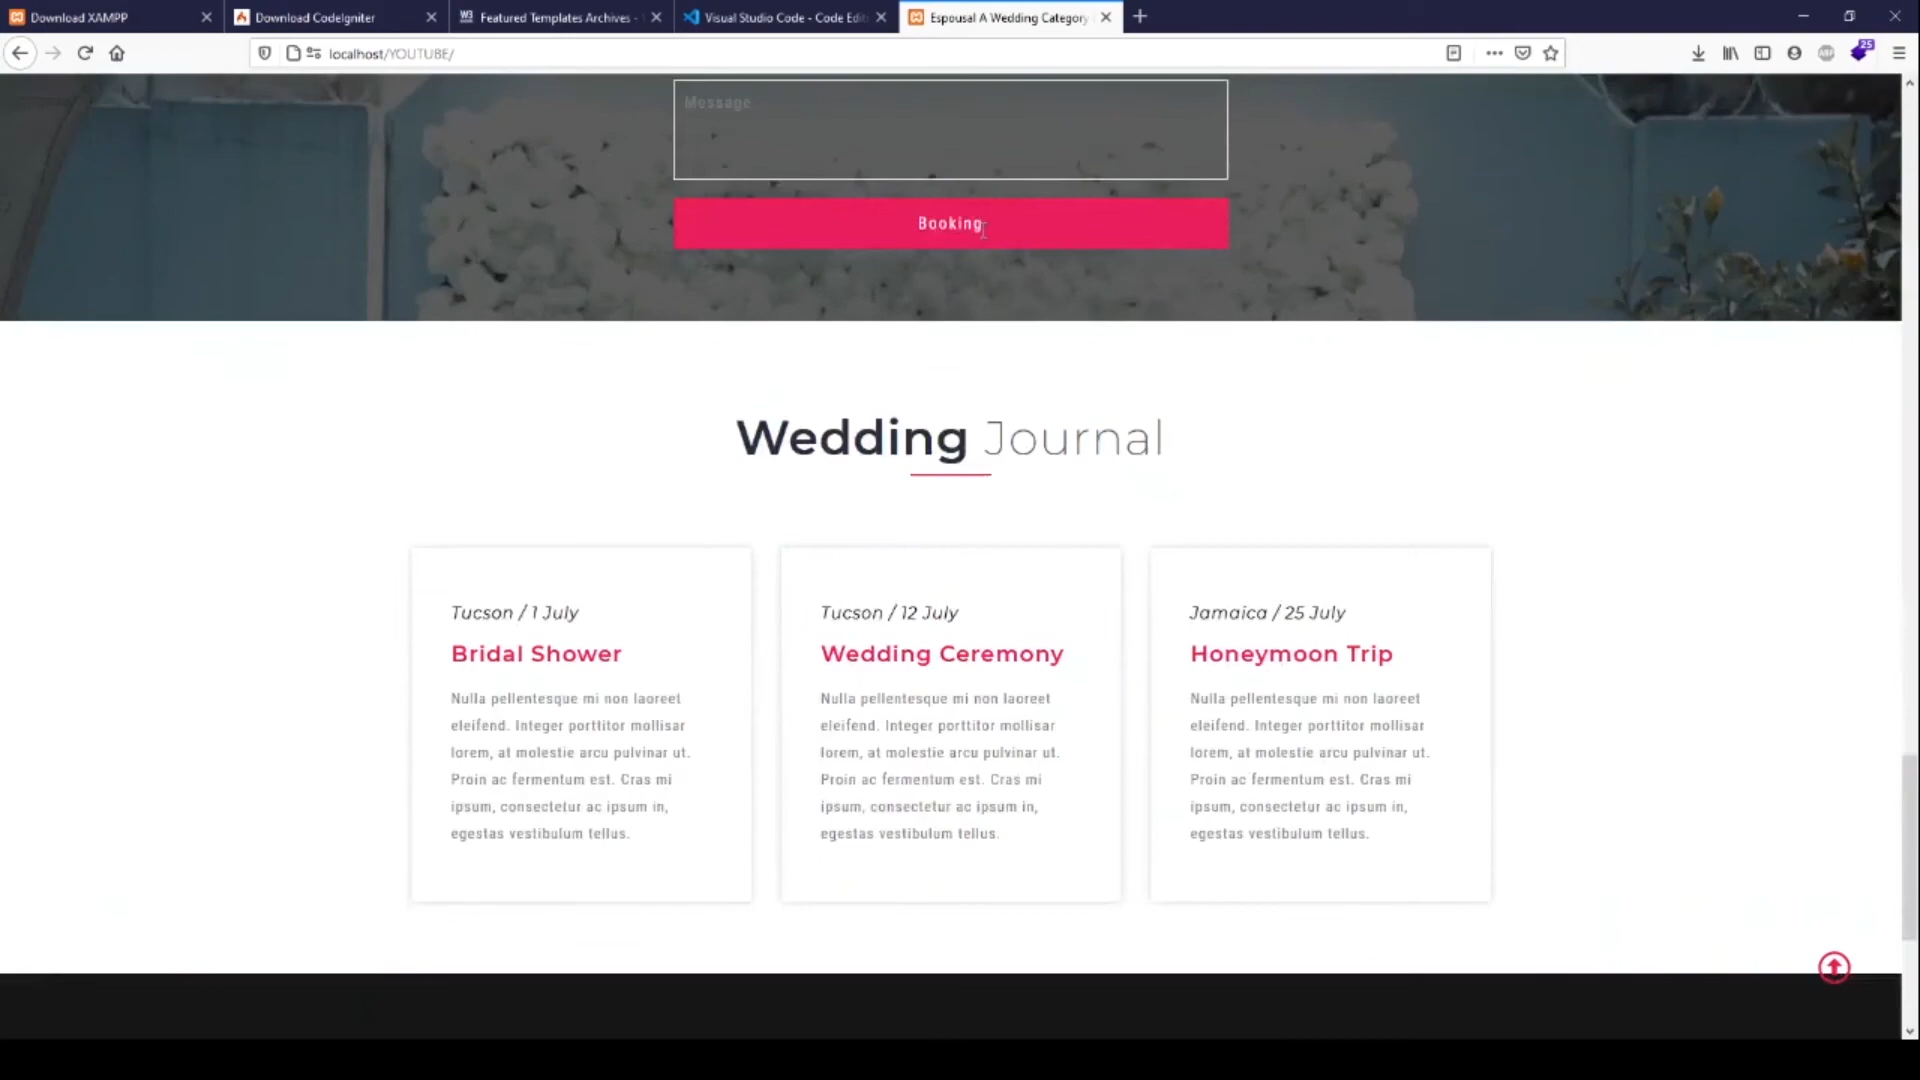 Download XAMPP
Download CodeIgniter
Featured Templates Archives -
Visual Studio Code - Code Edit
Espousal A Wedding Category
localhost/YOUTUBE/
25
Message
Booking
Wedding Journal
Tucson / 1 July
Bridal Shower
Nulla pellentesque mi non laoreet
eleifend. Integer porttitor mollisar
lorem, at molestie arcu pulvinar ut.
Proin ac fermentum est. Cras mi
ipsum, consectetur ac ipsum in,
egestas vestibulum tellus.
Tucson / 12 July
Wedding Ceremony
Nulla pellentesque mi non laoreet
eleifend. Integer porttitor mollisar
lorem, at molestie arcu pulvinar ut.
Proin ac fermentum est. Cras mi
ipsum, consectetur ac ipsum in,
egestas vestibulum tellus.
Jamaica / 25 July
Honeymoon Trip
Nulla pellentesque mi non laoreet
eleifend. Integer porttitor mollisar
lorem, at molestie arcu pulvinar ut.
Proin ac fermentum est. Cras mi
ipsum, consectetur ac ipsum in,
egestas vestibulum tellus.